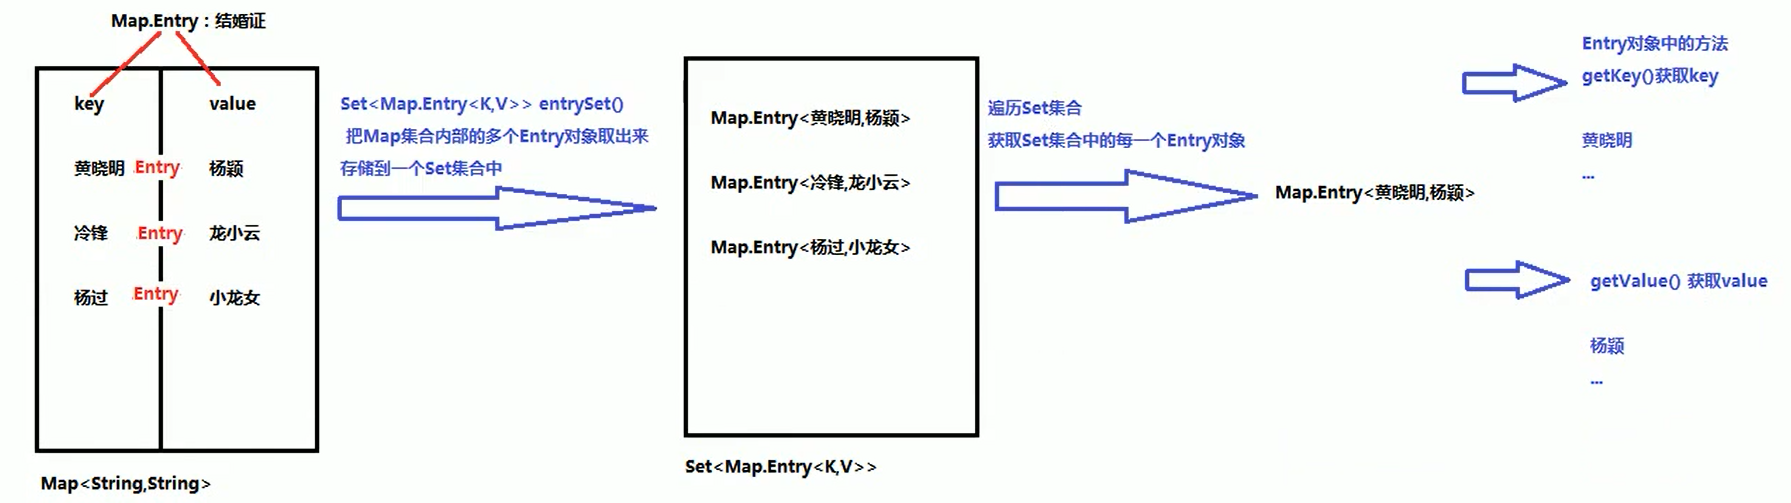 Map.Entry：结婚证
key value
黄晓明 Entry 杨颖
冷锋 Entry 龙小云
杨过 Entry 小龙女
Map<String,String>
Set<Map.Entry<K,V>> entrySet()
把Map集合内部的多个Entry对象取出来
存储到一个Set集合中
Map.Entry<黄晓明,杨颖>
Map.Entry<冷锋,龙小云>
Map.Entry<杨过,小龙女>
Set<Map.Entry<K,V>>
遍历Set集合
获取Set集合中的每一个Entry对象
Map.Entry<黄晓明,杨颖>
Entry对象中的方法
getKey()获取key
黄晓明
...
getValue() 获取value
杨颖
...